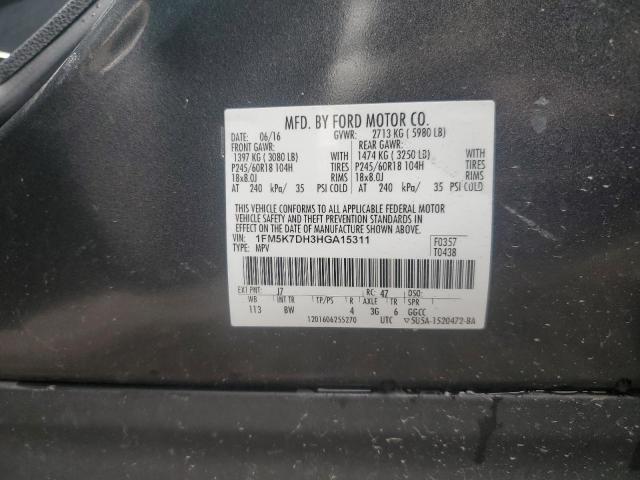 MFD. BY FORD MOTOR CO.
DATE: 06/16 GVWR: 2713 KG ( 5980 LB)
FRONT GAWR: REAR GAWR:
1397 KG ( 3080 LB) WITH 1474 KG ( 3250 LB) WITH
P245/60R18 104H TIRES P245/60R18 104H TIRES
18x8.0J RIMS 18x8.0J RIMS
AT 240 kPa/ 35 PSI COLD AT 240 kPa/ 35 PSI COLD
THIS VEHICLE CONFORMS TO ALL APPLICABLE FEDERAL MOTOR
VEHICLE SAFETY AND THEFT PREVENTION STANDARDS IN
EFFECT ON THE DATE OF MANUFACTURE SHOWN ABOVE.
VIN: 1FM5K7DH3HGA15311 F0357
TYPE: MPV T0438
EXT PNT: J7 RC: 47 DSO:
WB INT TR TP/PS R AXLE TR SPR
113 BW 4 3G 6 GGCC
1201606255270 UTC 5U5A-1520472-BA